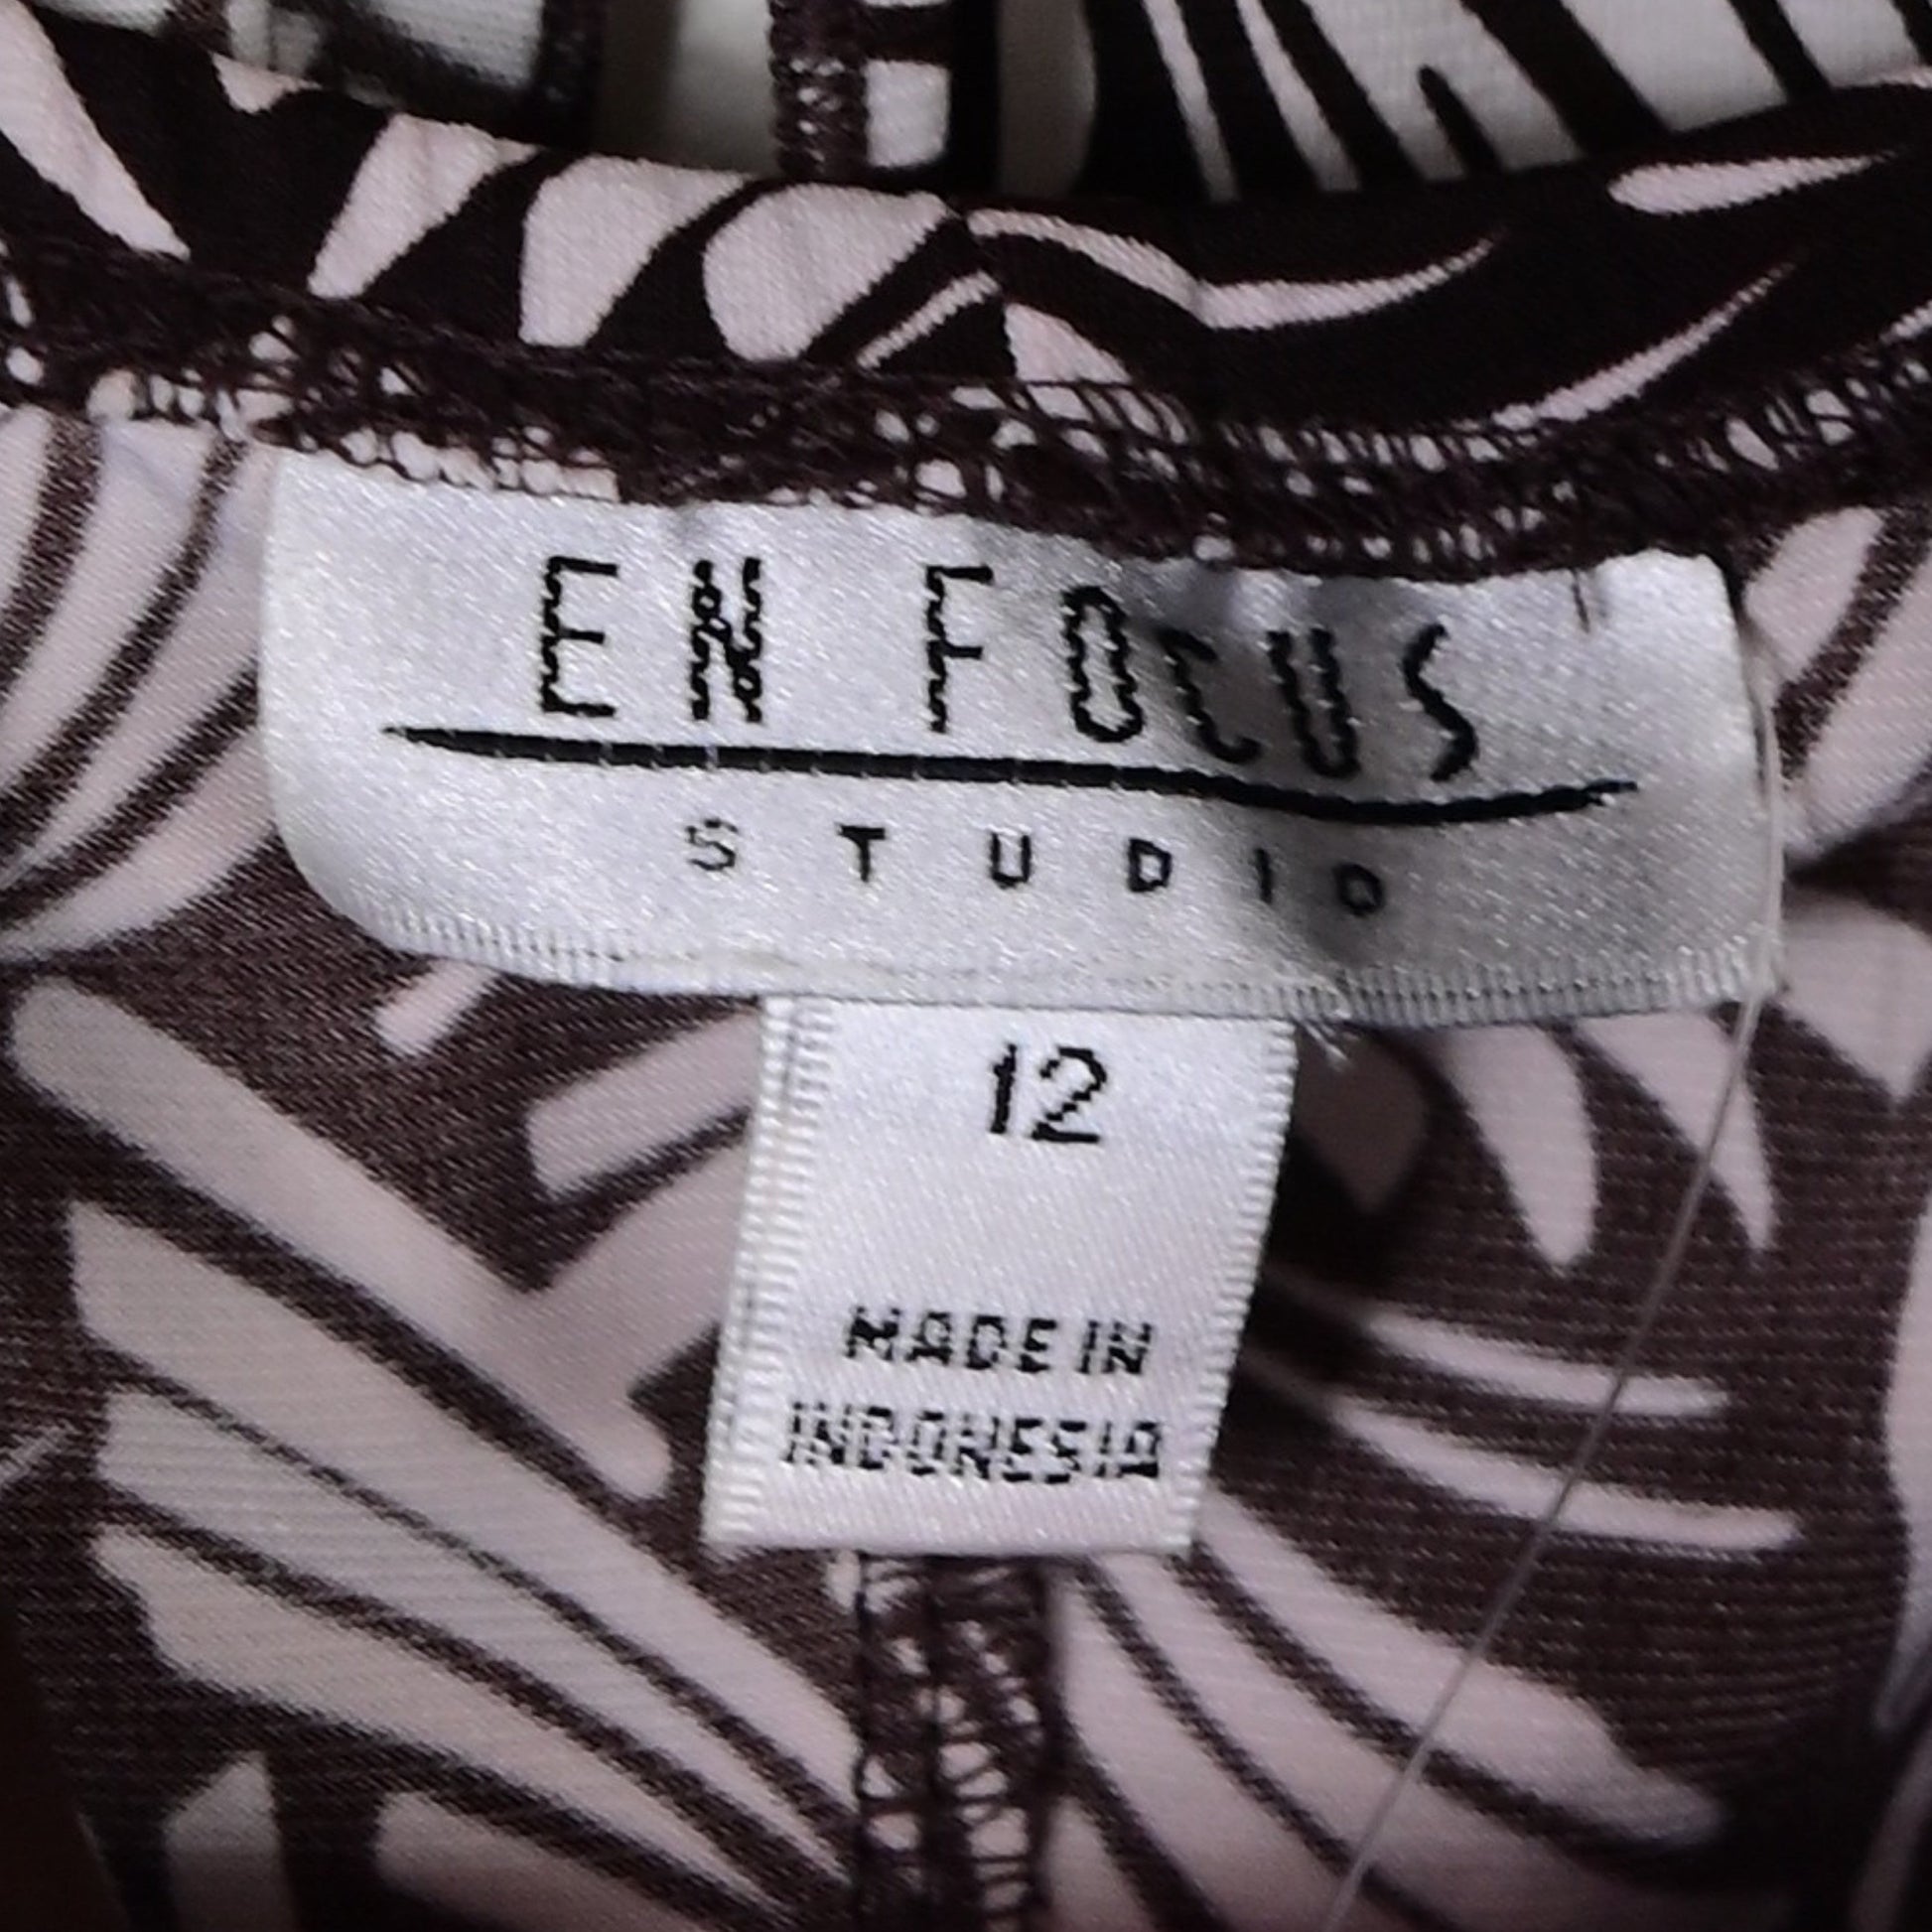 EN FOCUS
STUDIO
12
MADE IN
INDONESIA